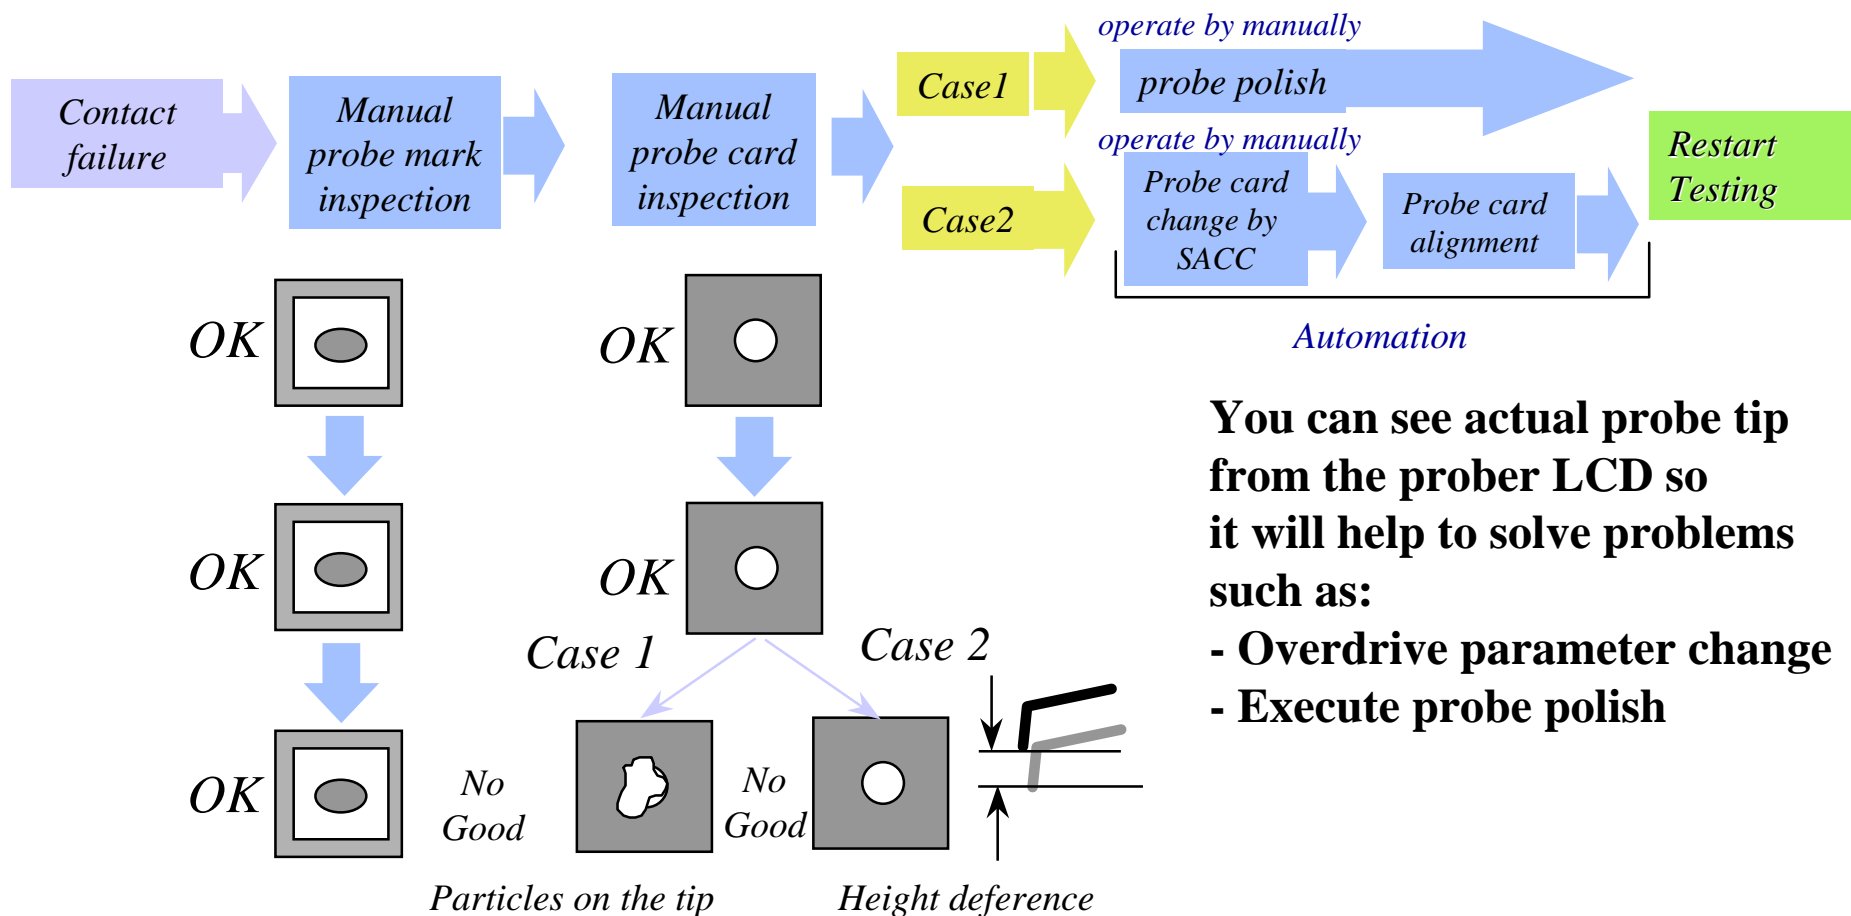 operate by manually
Contact
failure
Manual
probe mark
inspection
Manual
probe card
inspection
Case1
probe polish
operate by manually
Case2
Probe card
change by
SACC
Probe card
alignment
Restart
Testing
Automation
OK
OK
OK
OK
OK
Case 1
Case 2
No
Good
No
Good
Particles on the tip
Height deference
You can see actual probe tip
from the prober LCD so
it will help to solve problems
such as:
- Overdrive parameter change
- Execute probe polish